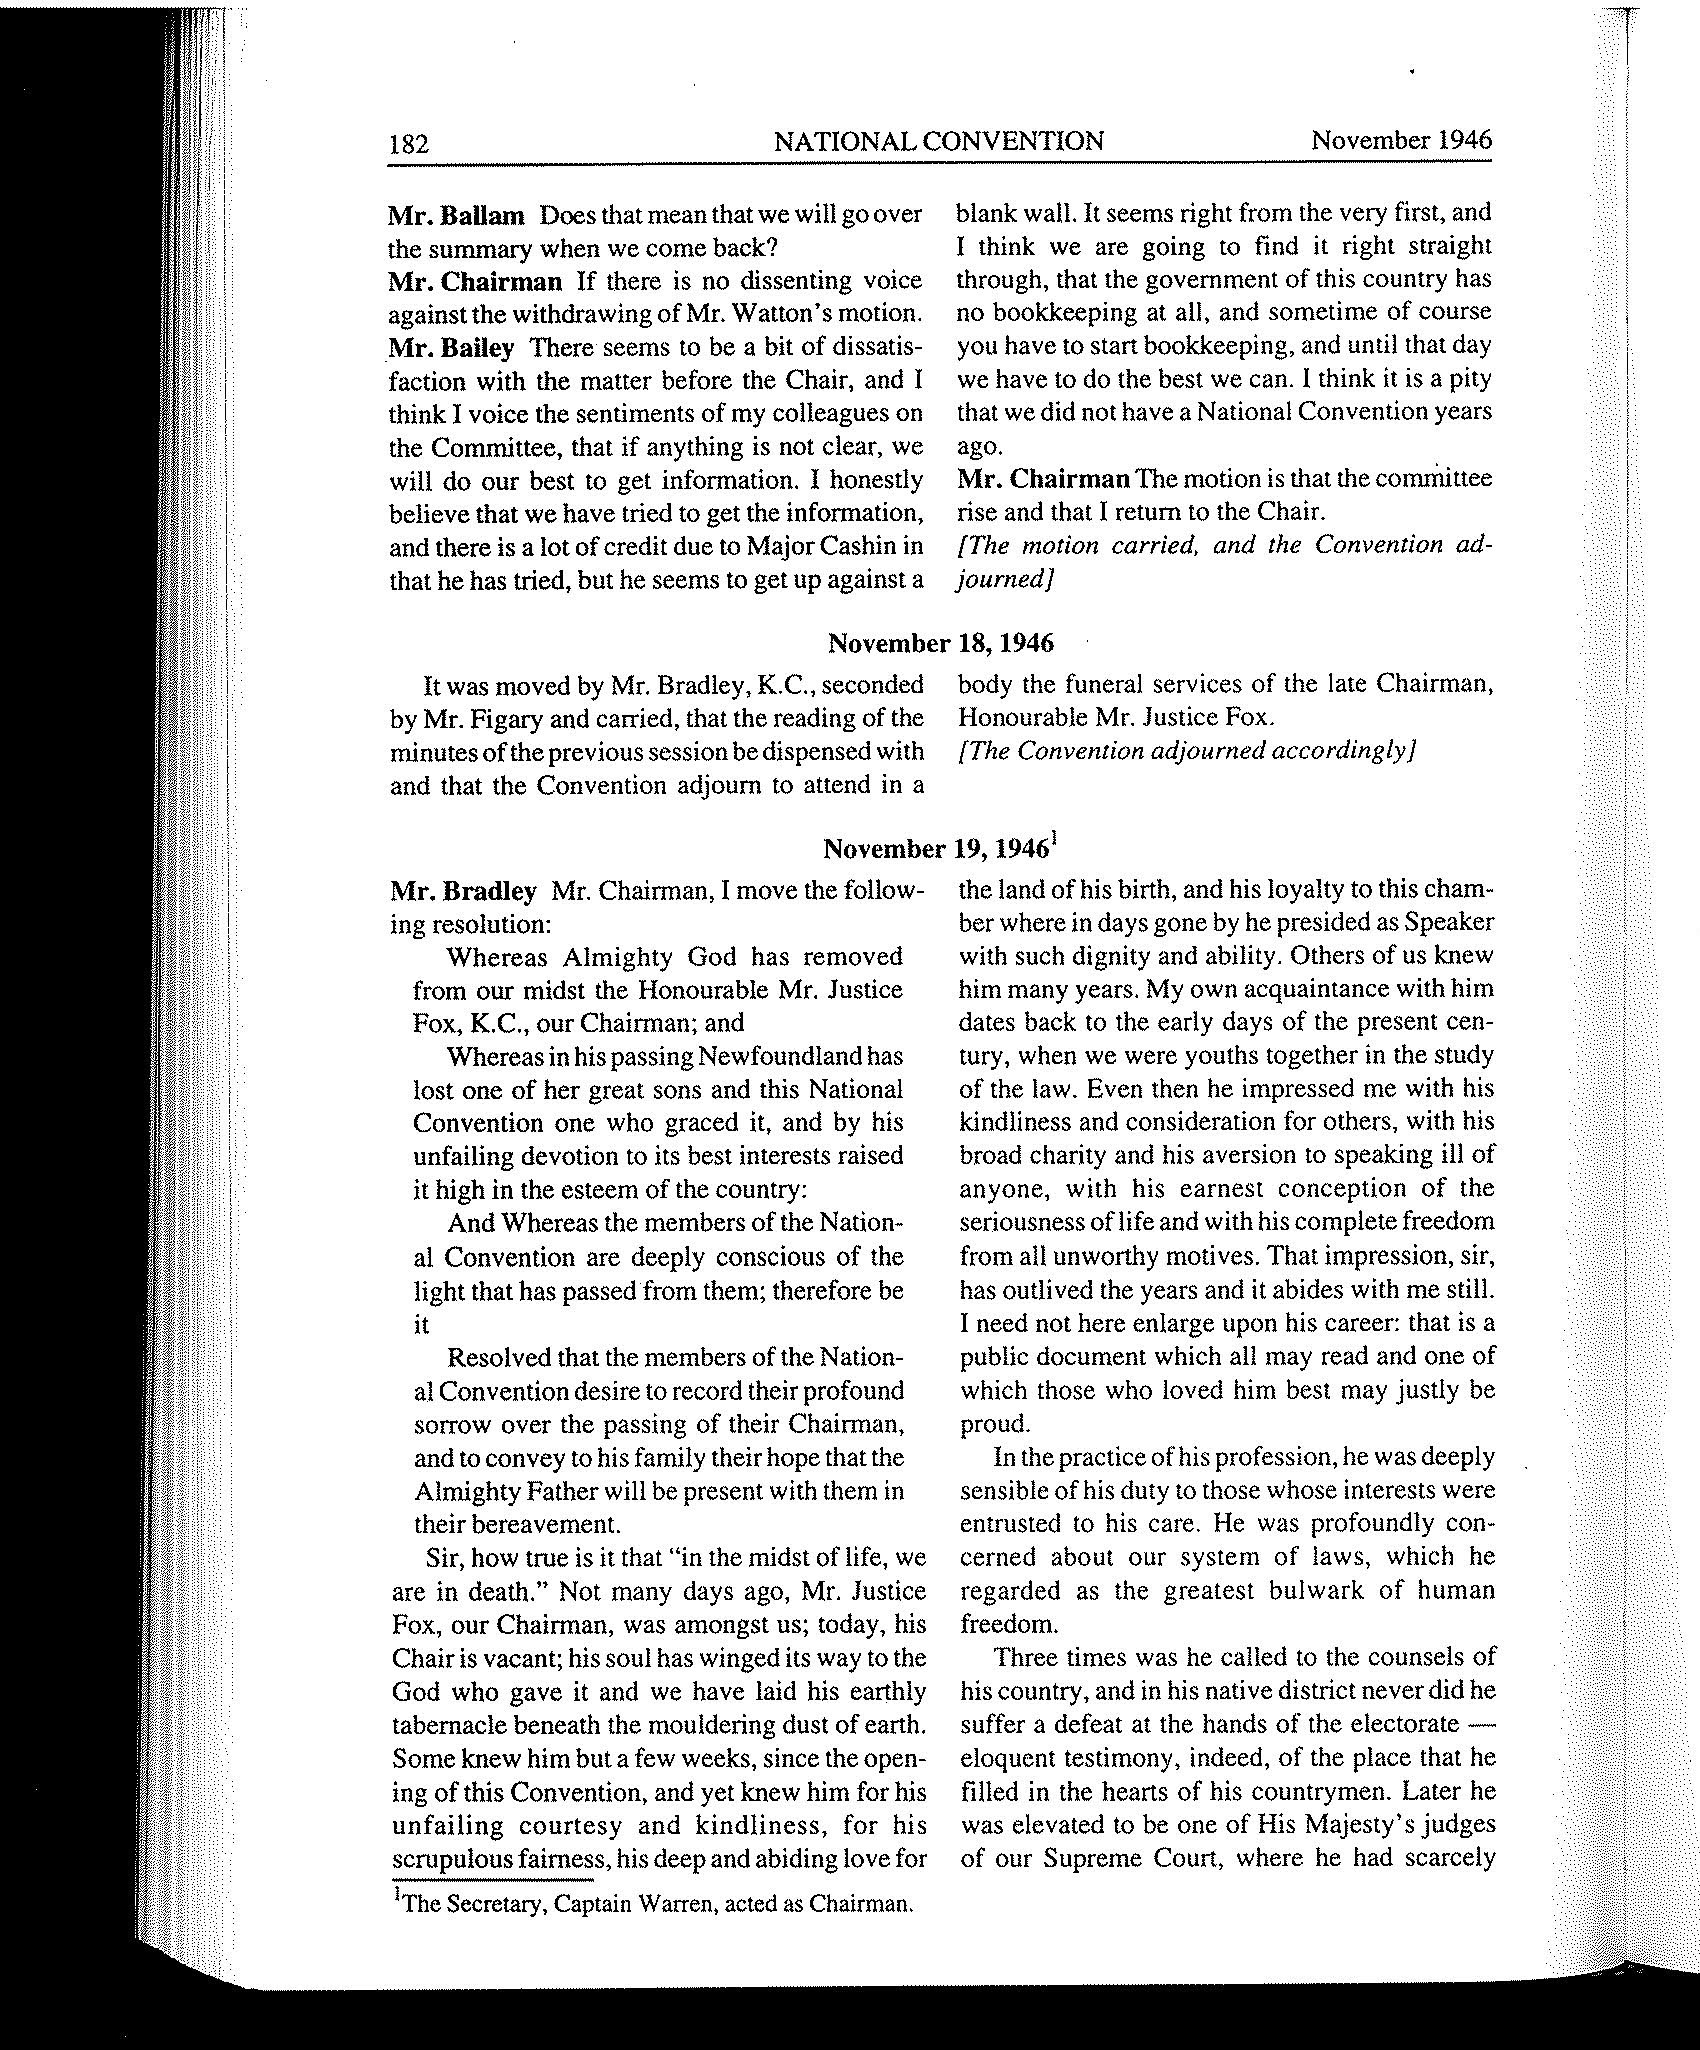 182 NATIONAL CONVENTION November 1946
Mr. Ballam Does that mean that we will go over
the summary when we come back?
Mr. Chairman If there is no dissenting voice
against the withdrawing of Mr. Watton's motion.
Mr. Bailey There seems to be a bit of dissatis-
faction with the matter before the Chair, and I
think I voice the sentiments of my colleagues on
the Committee, that if anything is not clear, we
will do our best to get information. I honestly
believe that we have tried to get the information,
and there is a lot of credit due to Major Cashin in
that he has tried, but he seems to get up against a
blank wall. It seems right from the very first, and
I think we are going to find it right straight
through, that the government of this country has
no bookkeeping at all, and sometime of course
you have to start bookkeeping, and until that day
we have to do the best we can. I think it is a pity
that we did not have a National Convention years
ago.
Mr. Chairman The motion is that the committee
rise and that I return to the Chair.
[The motion carried, and the Convention ad-
journed]
November 18, 1946
It was moved by Mr. Bradley, K.C., seconded
by Mr. Figary and carried, that the reading of the
minutes of the previous session be dispensed with
and that the Convention adjourn to attend in a
body the funeral services of the late Chairman,
Honourable Mr. Justice Fox.
[The Convention adjourned accordingly]
November 19, 1946¹
Mr. Bradley Mr. Chairman, I move the follow-
ing resolution:
Whereas Almighty God has removed
from our midst the Honourable Mr. Justice
Fox, K.C., our Chairman; and
Whereas in his passing Newfoundland has
lost one of her great sons and this National
Convention one who graced it, and by his
unfailing devotion to its best interests raised
it high in the esteem of the country:
And Whereas the members of the Nation-
al Convention are deeply conscious of the
light that has passed from them; therefore be
it
Resolved that the members of the Nation-
al Convention desire to record their profound
sorrow over the passing of their Chairman,
and to convey to his family their hope that the
Almighty Father will be present with them in
their bereavement.
Sir, how true is it that "in the midst of life, we
are in death." Not many days ago, Mr. Justice
Fox, our Chairman, was amongst us; today, his
Chair is vacant; his soul has winged its way to the
God who gave it and we have laid his earthly
tabernacle beneath the mouldering dust of earth.
Some knew him but a few weeks, since the open-
ing of this Convention, and yet knew him for his
unfailing courtesy and kindliness, for his
scrupulous fairness, his deep and abiding love for
the land of his birth, and his loyalty to this cham-
ber where in days gone by he presided as Speaker
with such dignity and ability. Others of us knew
him many years. My own acquaintance with him
dates back to the early days of the present cen-
tury, when we were youths together in the study
of the law. Even then he impressed me with his
kindliness and consideration for others, with his
broad charity and his aversion to speaking ill of
anyone, with his earnest conception of the
seriousness of life and with his complete freedom
from all unworthy motives. That impression, sir,
has outlived the years and it abides with me still.
I need not here enlarge upon his career: that is a
public document which all may read and one of
which those who loved him best may justly be
proud.
In the practice of his profession, he was deeply
sensible of his duty to those whose interests were
entrusted to his care. He was profoundly con-
cerned about our system of laws, which he
regarded as the greatest bulwark of human
freedom.
Three times was he called to the counsels of
his country, and in his native district never did he
suffer a defeat at the hands of the electorate —
eloquent testimony, indeed, of the place that he
filled in the hearts of his countrymen. Later he
was elevated to be one of His Majesty's judges
of our Supreme Court, where he had scarcely
¹The Secretary, Captain Warren, acted as Chairman.